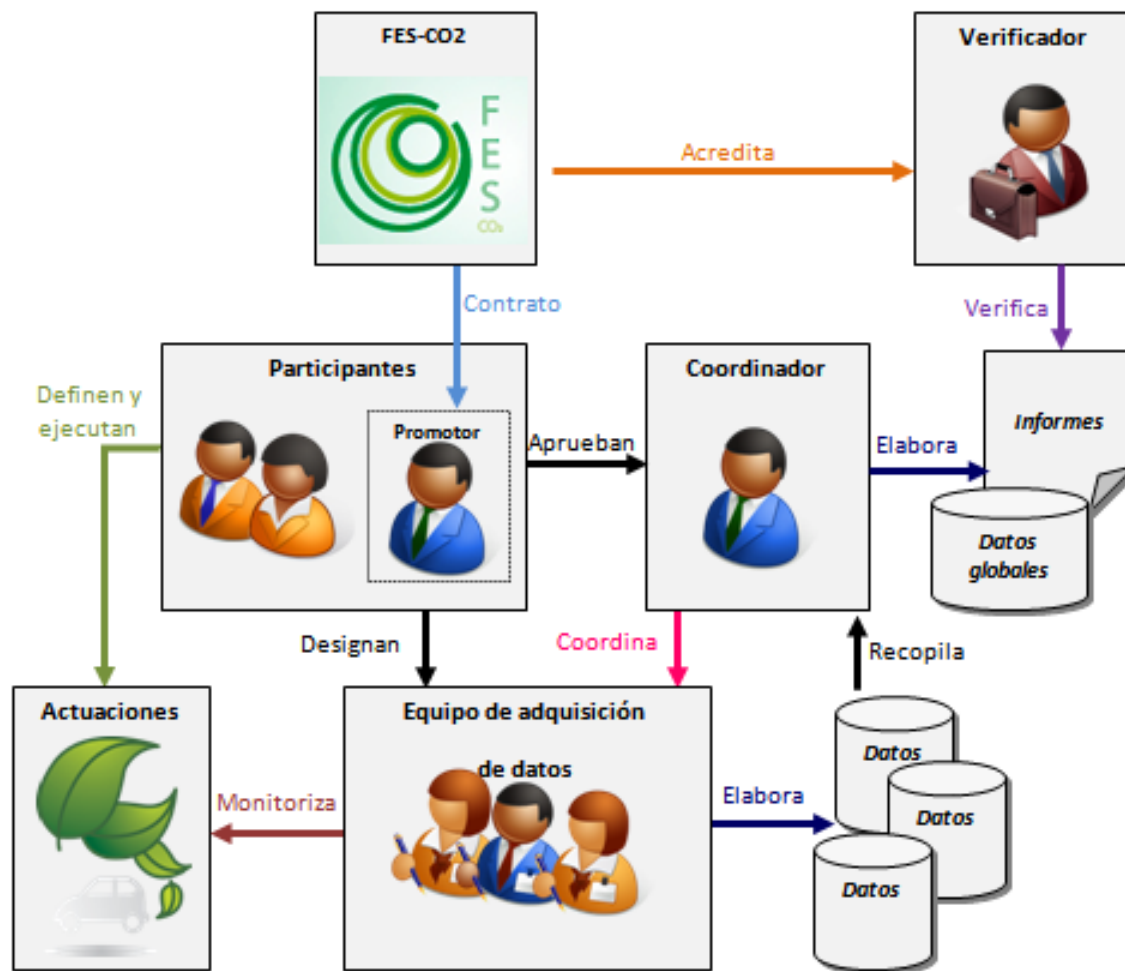 FES-CO2
Verificador
F
E
S
CO₂
Acredita
Contrato
Verifica
Participantes
Coordinador
Definen y
ejecutan
Promotor
Aprueban
Elabora
Informes
Datos
globales
Designan
Coordina
Recopila
Actuaciones
Equipo de adquisición
de datos
Datos
Monitoriza
Elabora
Datos
Datos